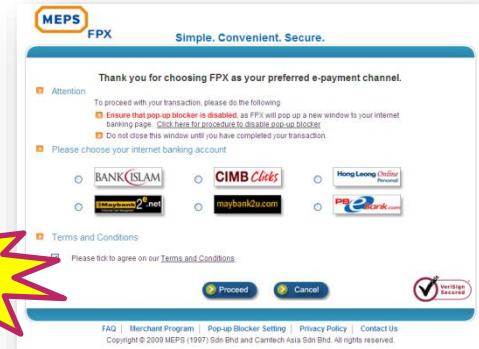 MEPS
FPX
Simple. Convenient. Secure.
Thank you for choosing FPX as your preferred e-payment channel.
Attention
To proceed with your transaction, please do the following
Ensure that pop-up blocker is disabled, as FPX will pop up a new window to your internet
banking page. Click here for procedure to disable pop-up blocker
Do not close this window until you have completed your transaction.
Please choose your internet banking account
BANK ISLAM
CIMB Clicks
Hong Leong Online
Personal
Maybank2e.net
maybank2u.com
PBeBank.com
Terms and Conditions
Please tick to agree on our Terms and Conditions
Proceed
Cancel
VeriSign
Secured
FAQ | Merchant Program | Pop-up Blocker Setting | Privacy Policy | Contact Us
Copyright © 2009 MEPS (1997) Sdn Bhd and Camtech Asia Sdn Bhd. All rights reserved.